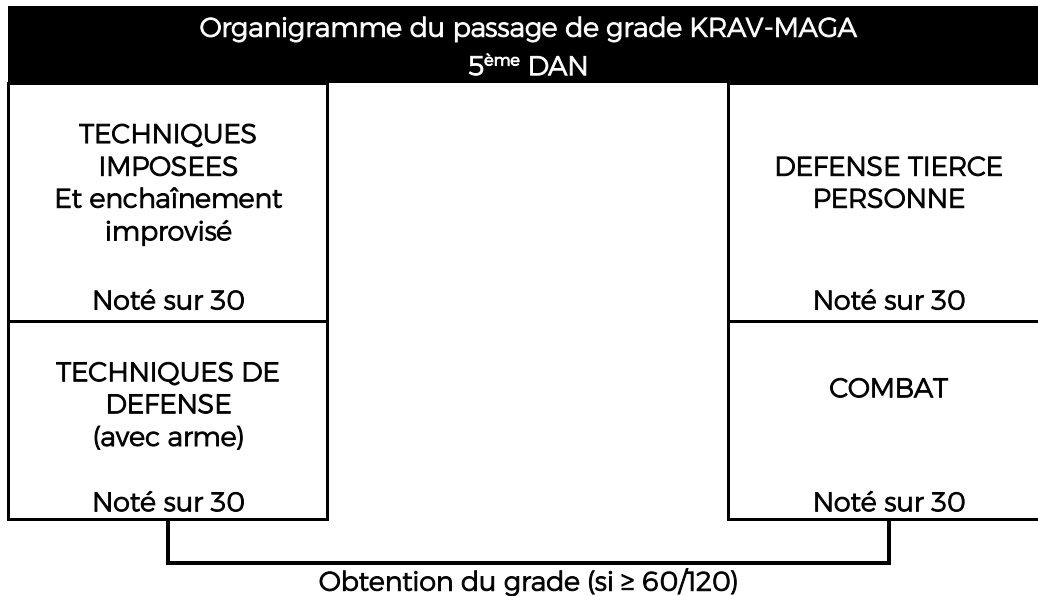 Organigramme du passage de grade KRAV-MAGA
5ème DAN
TECHNIQUES
IMPOSEES
Et enchaînement
improvisé
Noté sur 30
TECHNIQUES DE
DEFENSE
(avec arme)
Noté sur 30
DEFENSE TIERCE
PERSONNE
Noté sur 30
COMBAT
Noté sur 30
Obtention du grade (si ≥ 60/120)